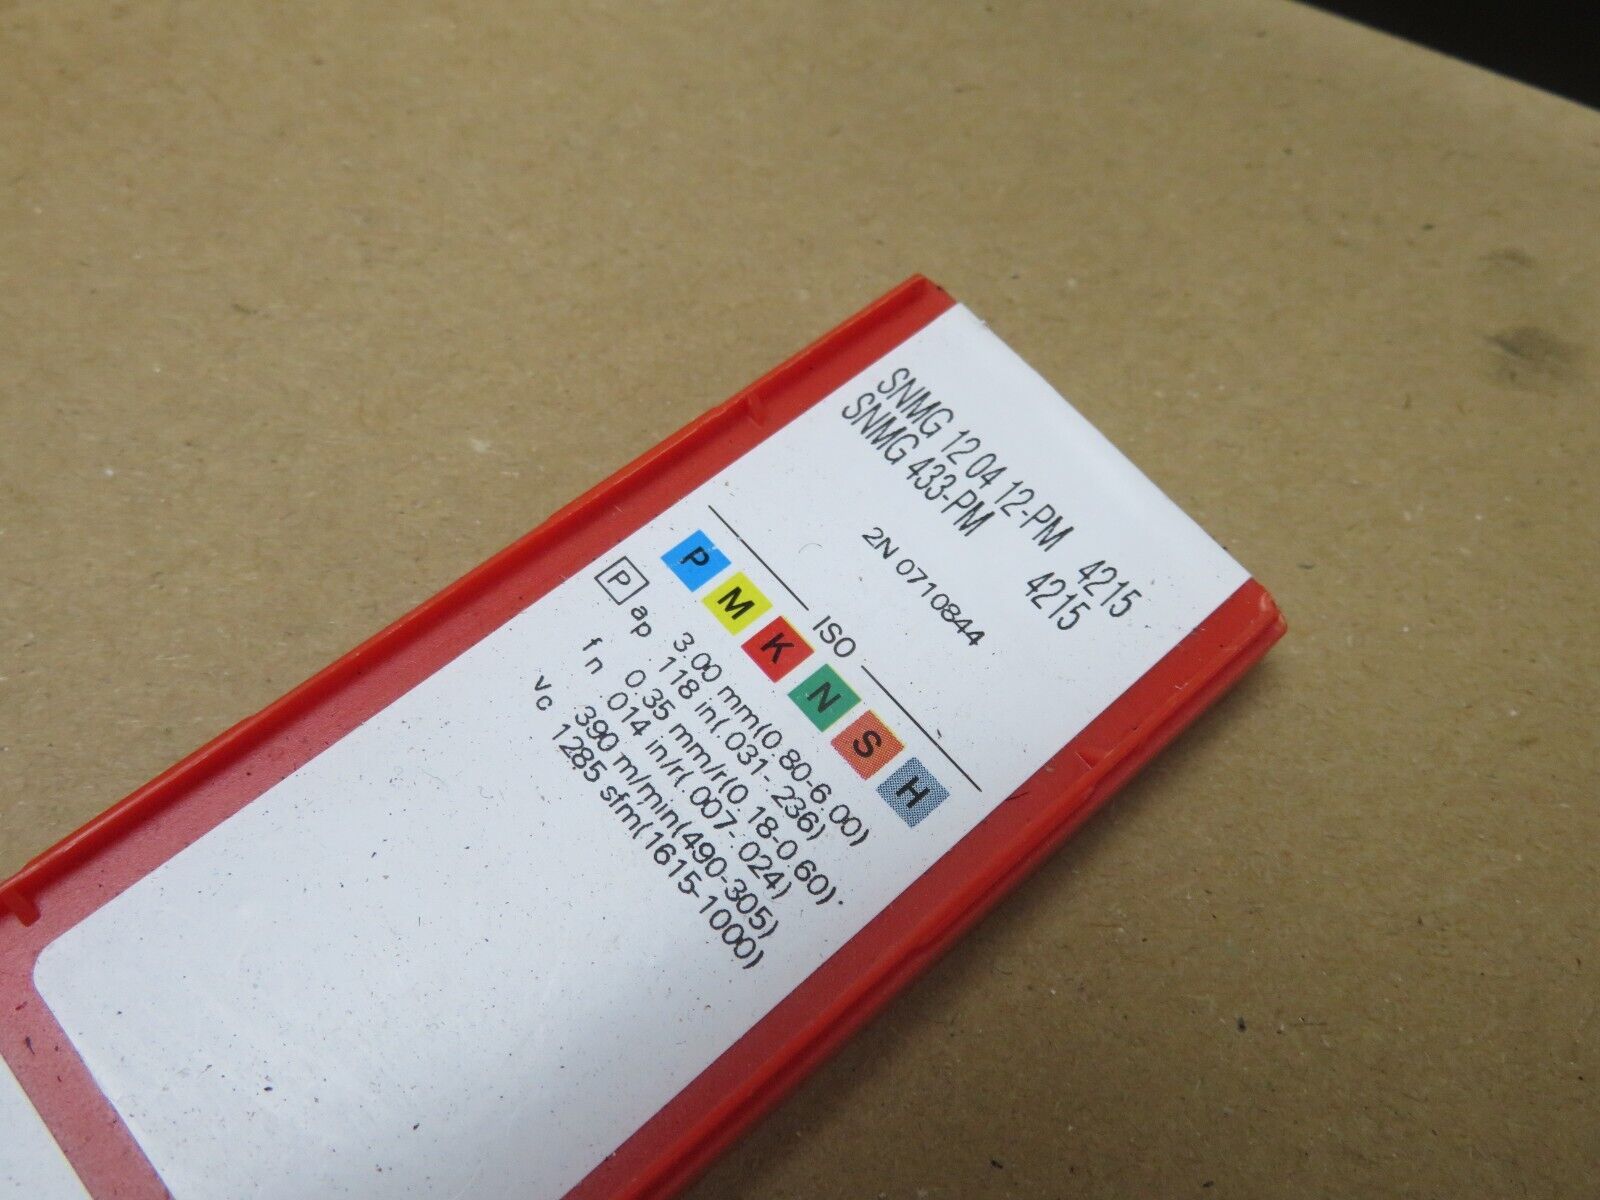 SNMG 12 04 12-PM 4215
SNMG 433-PM 4215
2N 0710844
ISO
P M K N S H
P ap 3.00 mm(0.80-6.00)
.118 in(.031-.236)
fn 0.35 mm/r(0.18-0.60)
.014 in/r(.007-.024)
vc 390 m/min(490-305)
1285 sfm(1615-1000)